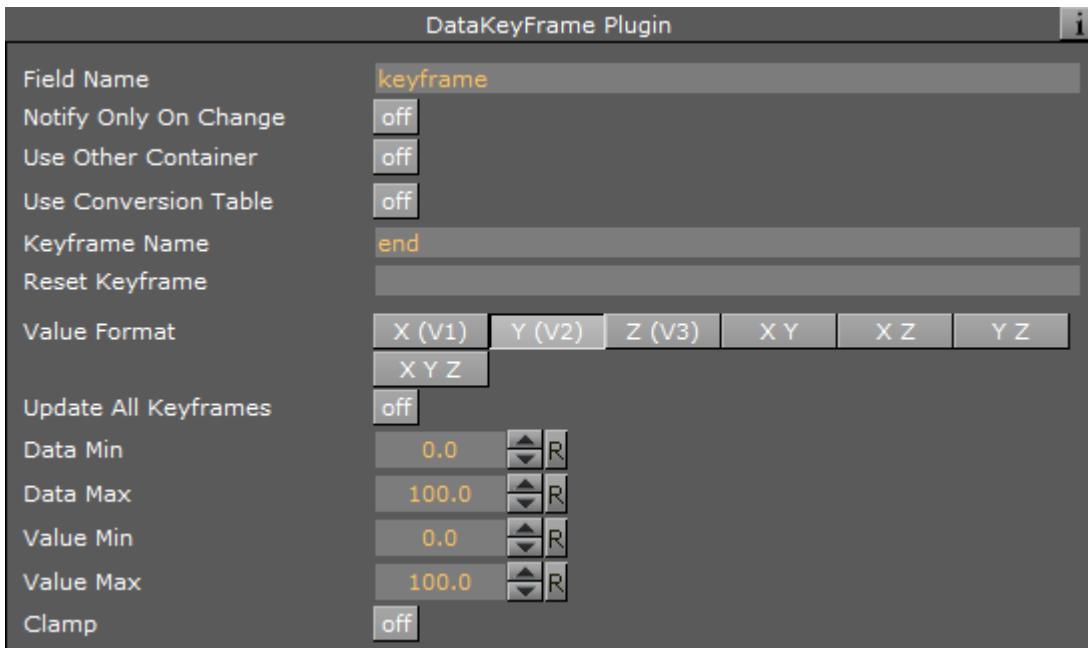 DataKeyFrame Plugin i
Field Name keyframe
Notify Only On Change off
Use Other Container off
Use Conversion Table off
Keyframe Name end
Reset Keyframe
Value Format X (V1) Y (V2) Z (V3) X Y X Z Y Z
X Y Z
Update All Keyframes off
Data Min 0.0 R
Data Max 100.0 R
Value Min 0.0 R
Value Max 100.0 R
Clamp off